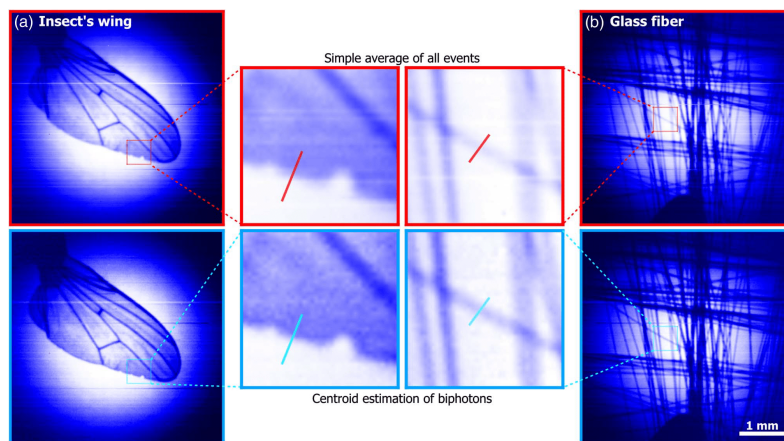 (a) Insect's wing
(b) Glass fiber
Simple average of all events
Centroid estimation of biphotons
1 mm